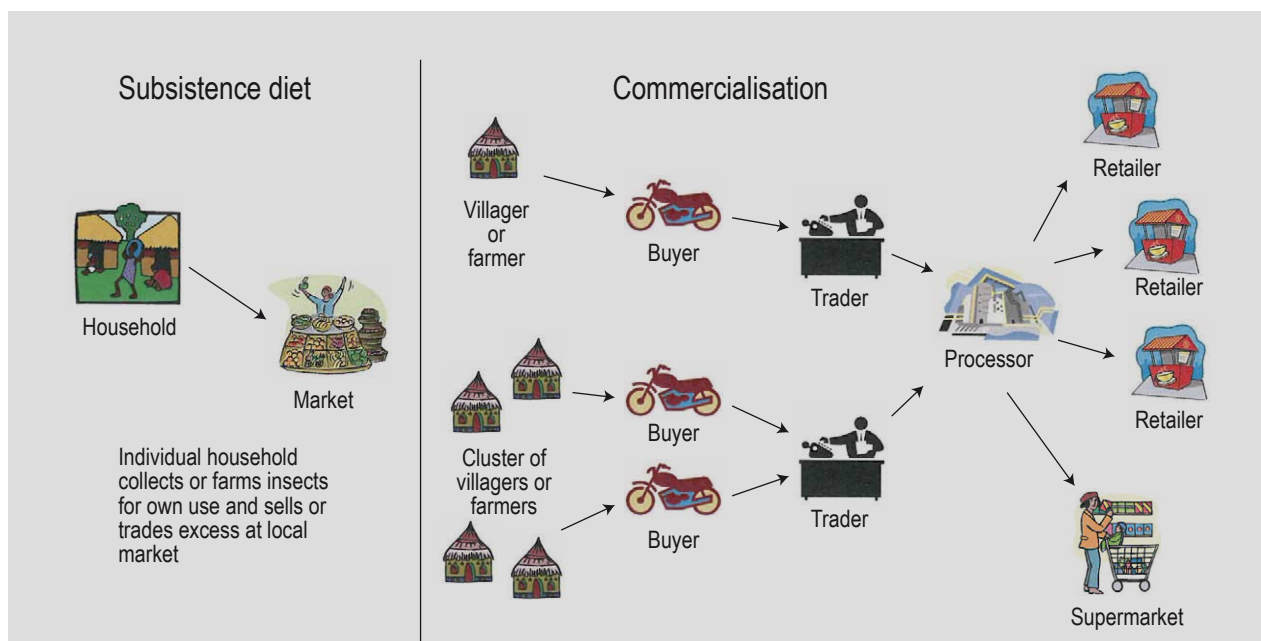 Subsistence diet
Household
Market
Individual household
collects or farms insects
for own use and sells or
trades excess at local
market
Commercialisation
Villager
or
farmer
Buyer
Trader
Cluster of
villagers or
farmers
Buyer
Buyer
Trader
Processor
Retailer
Retailer
Retailer
Supermarket